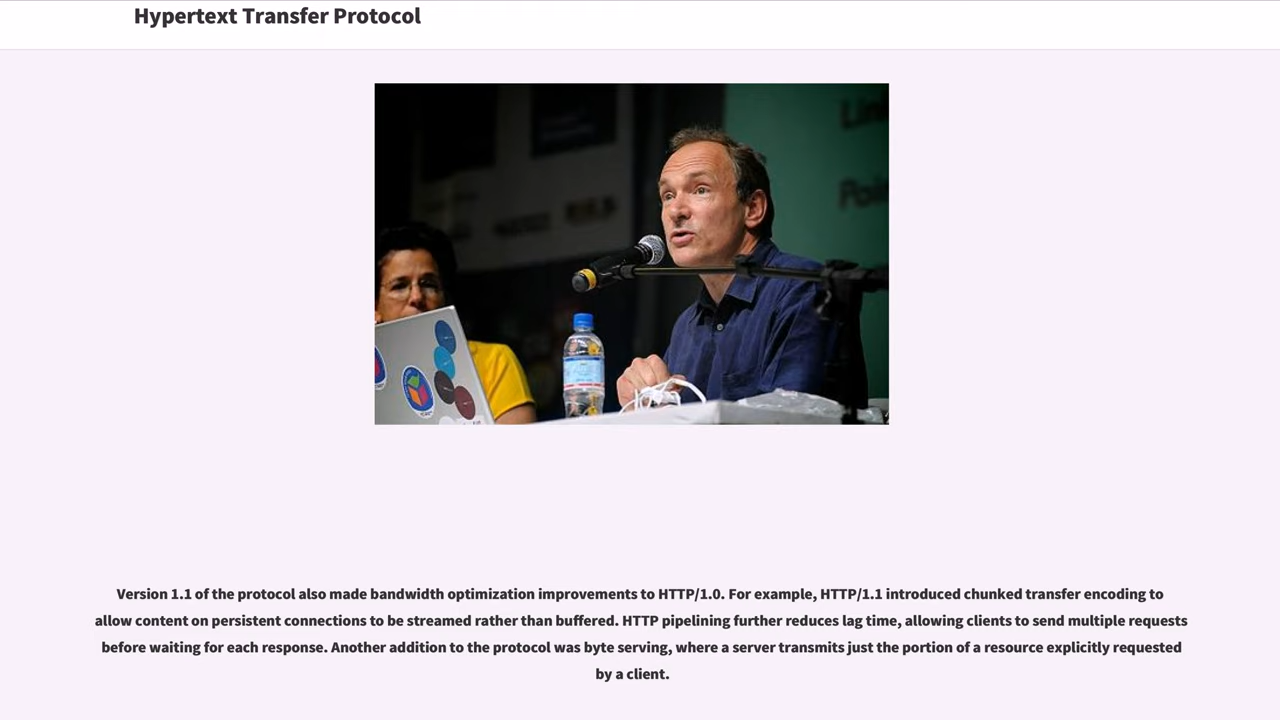 Hypertext Transfer Protocol
Version 1.1 of the protocol also made bandwidth optimization improvements to HTTP/1.0. For example, HTTP/1.1 introduced chunked transfer encoding to
allow content on persistent connections to be streamed rather than buffered. HTTP pipelining further reduces lag time, allowing clients to send multiple requests
before waiting for each response. Another addition to the protocol was byte serving, where a server transmits just the portion of a resource explicitly requested
by a client.